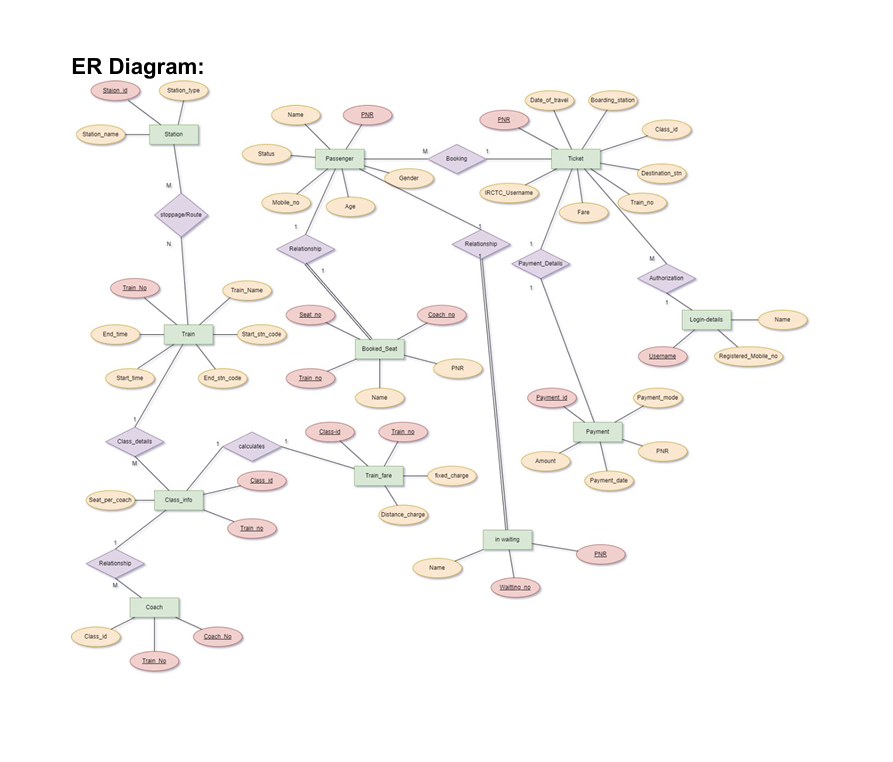 ER Diagram:
Staion_id
Station_type
Station_name
Station
M
stoppage/Route
N
Name
PNR
Status
Passenger
Gender
Mobile_no
Age
M
Booking
1
Date_of_travel
Boarding_station
PNR
Class_id
Ticket
Destination_stn
IRCTC_Username
Train_no
Fare
1
Relationship
1
1
Relationship
1
1
Payment_Details
1
M
Authorization
1
Train_No
Train_Name
End_time
Train
Start_stn_code
Start_time
End_stn_code
Seat_no
Coach_no
Booked_Seat
PNR
Train_no
Name
Login-details
Name
Username
Registered_Mobile_no
Payment_id
Payment_mode
Payment
PNR
Amount
Payment_date
1
Class_details
M
1
calculates
1
Class-id
Train_no
Train_fare
fixed_charge
Distance_charge
Class_id
Seat_per_coach
Class_info
Train_no
1
Relationship
M
in waiting
PNR
Name
Waitting_no
Coach
Class_id
Coach_No
Train_No